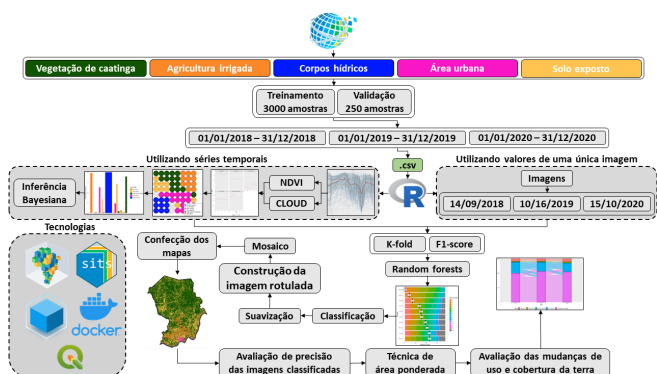 Vegetação de caatinga
Agricultura irrigada
Corpos hídricos
Área urbana
Solo exposto
Treinamento
3000 amostras
Validação
250 amostras
01/01/2018 – 31/12/2018
01/01/2019 – 31/12/2019
01/01/2020 – 31/12/2020
Utilizando séries temporais
.csv
Utilizando valores de uma única imagem
Inferência
Bayesiana
NDVI
CLOUD
R
Imagens
14/09/2018
10/16/2019
15/10/2020
Tecnologias
sits
docker
Confecção dos
mapas
Mosaico
Construção da
imagem rotulada
Suavização
Classificação
K-fold
F1-score
Random forests
Avaliação de precisão
das imagens classificadas
Técnica de
área ponderada
Avaliação das mudanças de
uso e cobertura da terra